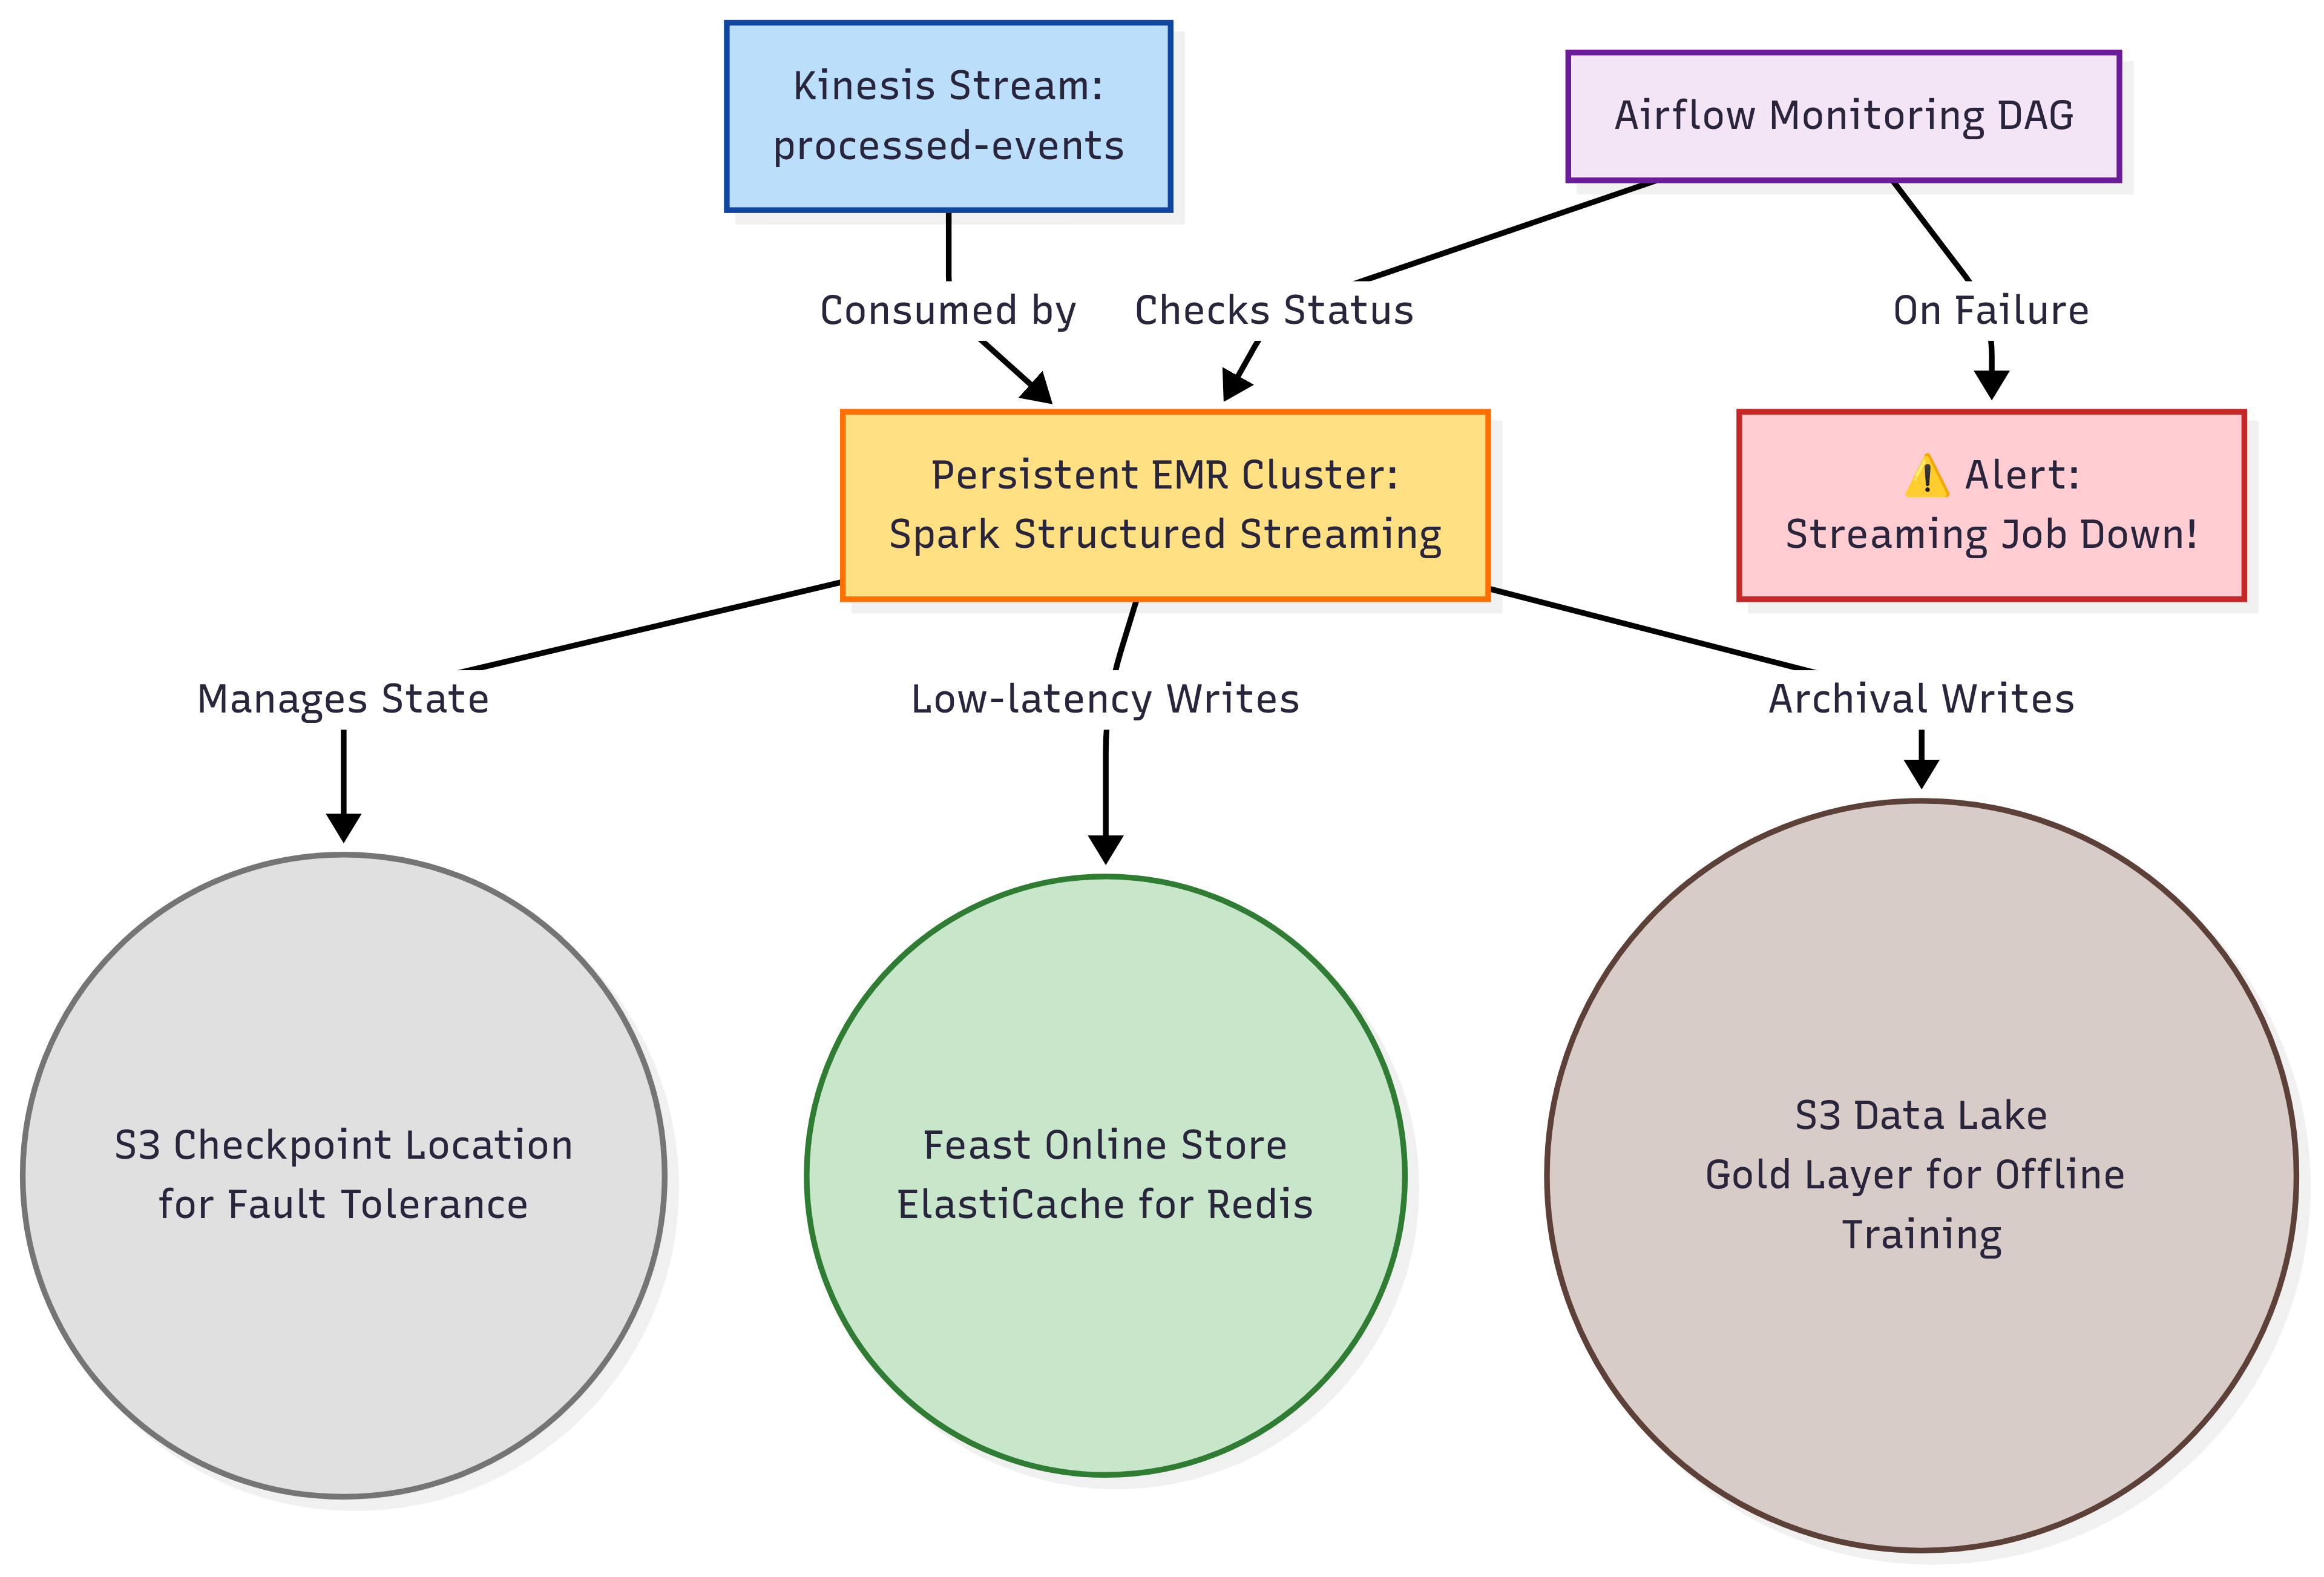 Kinesis Stream:
processed-events
Airflow Monitoring DAG
Consumed by
Checks Status
On Failure
Persistent EMR Cluster:
Spark Structured Streaming
⚠️ Alert:
Streaming Job Down!
Manages State
Low-latency Writes
Archival Writes
S3 Checkpoint Location
for Fault Tolerance
Feast Online Store
ElastiCache for Redis
S3 Data Lake
Gold Layer for Offline
Training